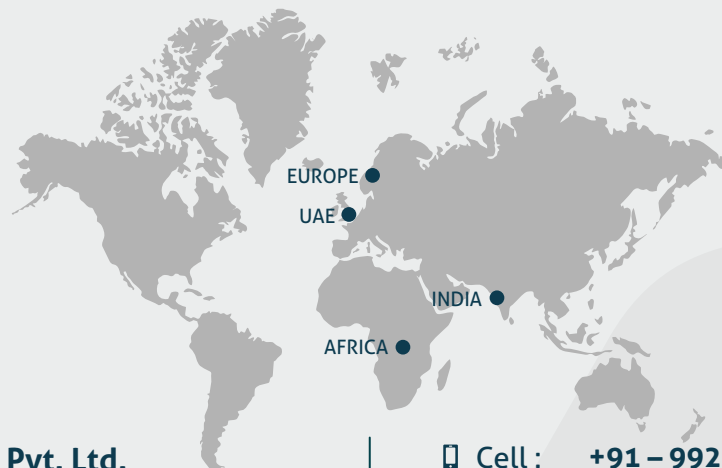 EUROPE
UAE
INDIA
AFRICA
Pvt. Ltd.
Cell : +91 – 992